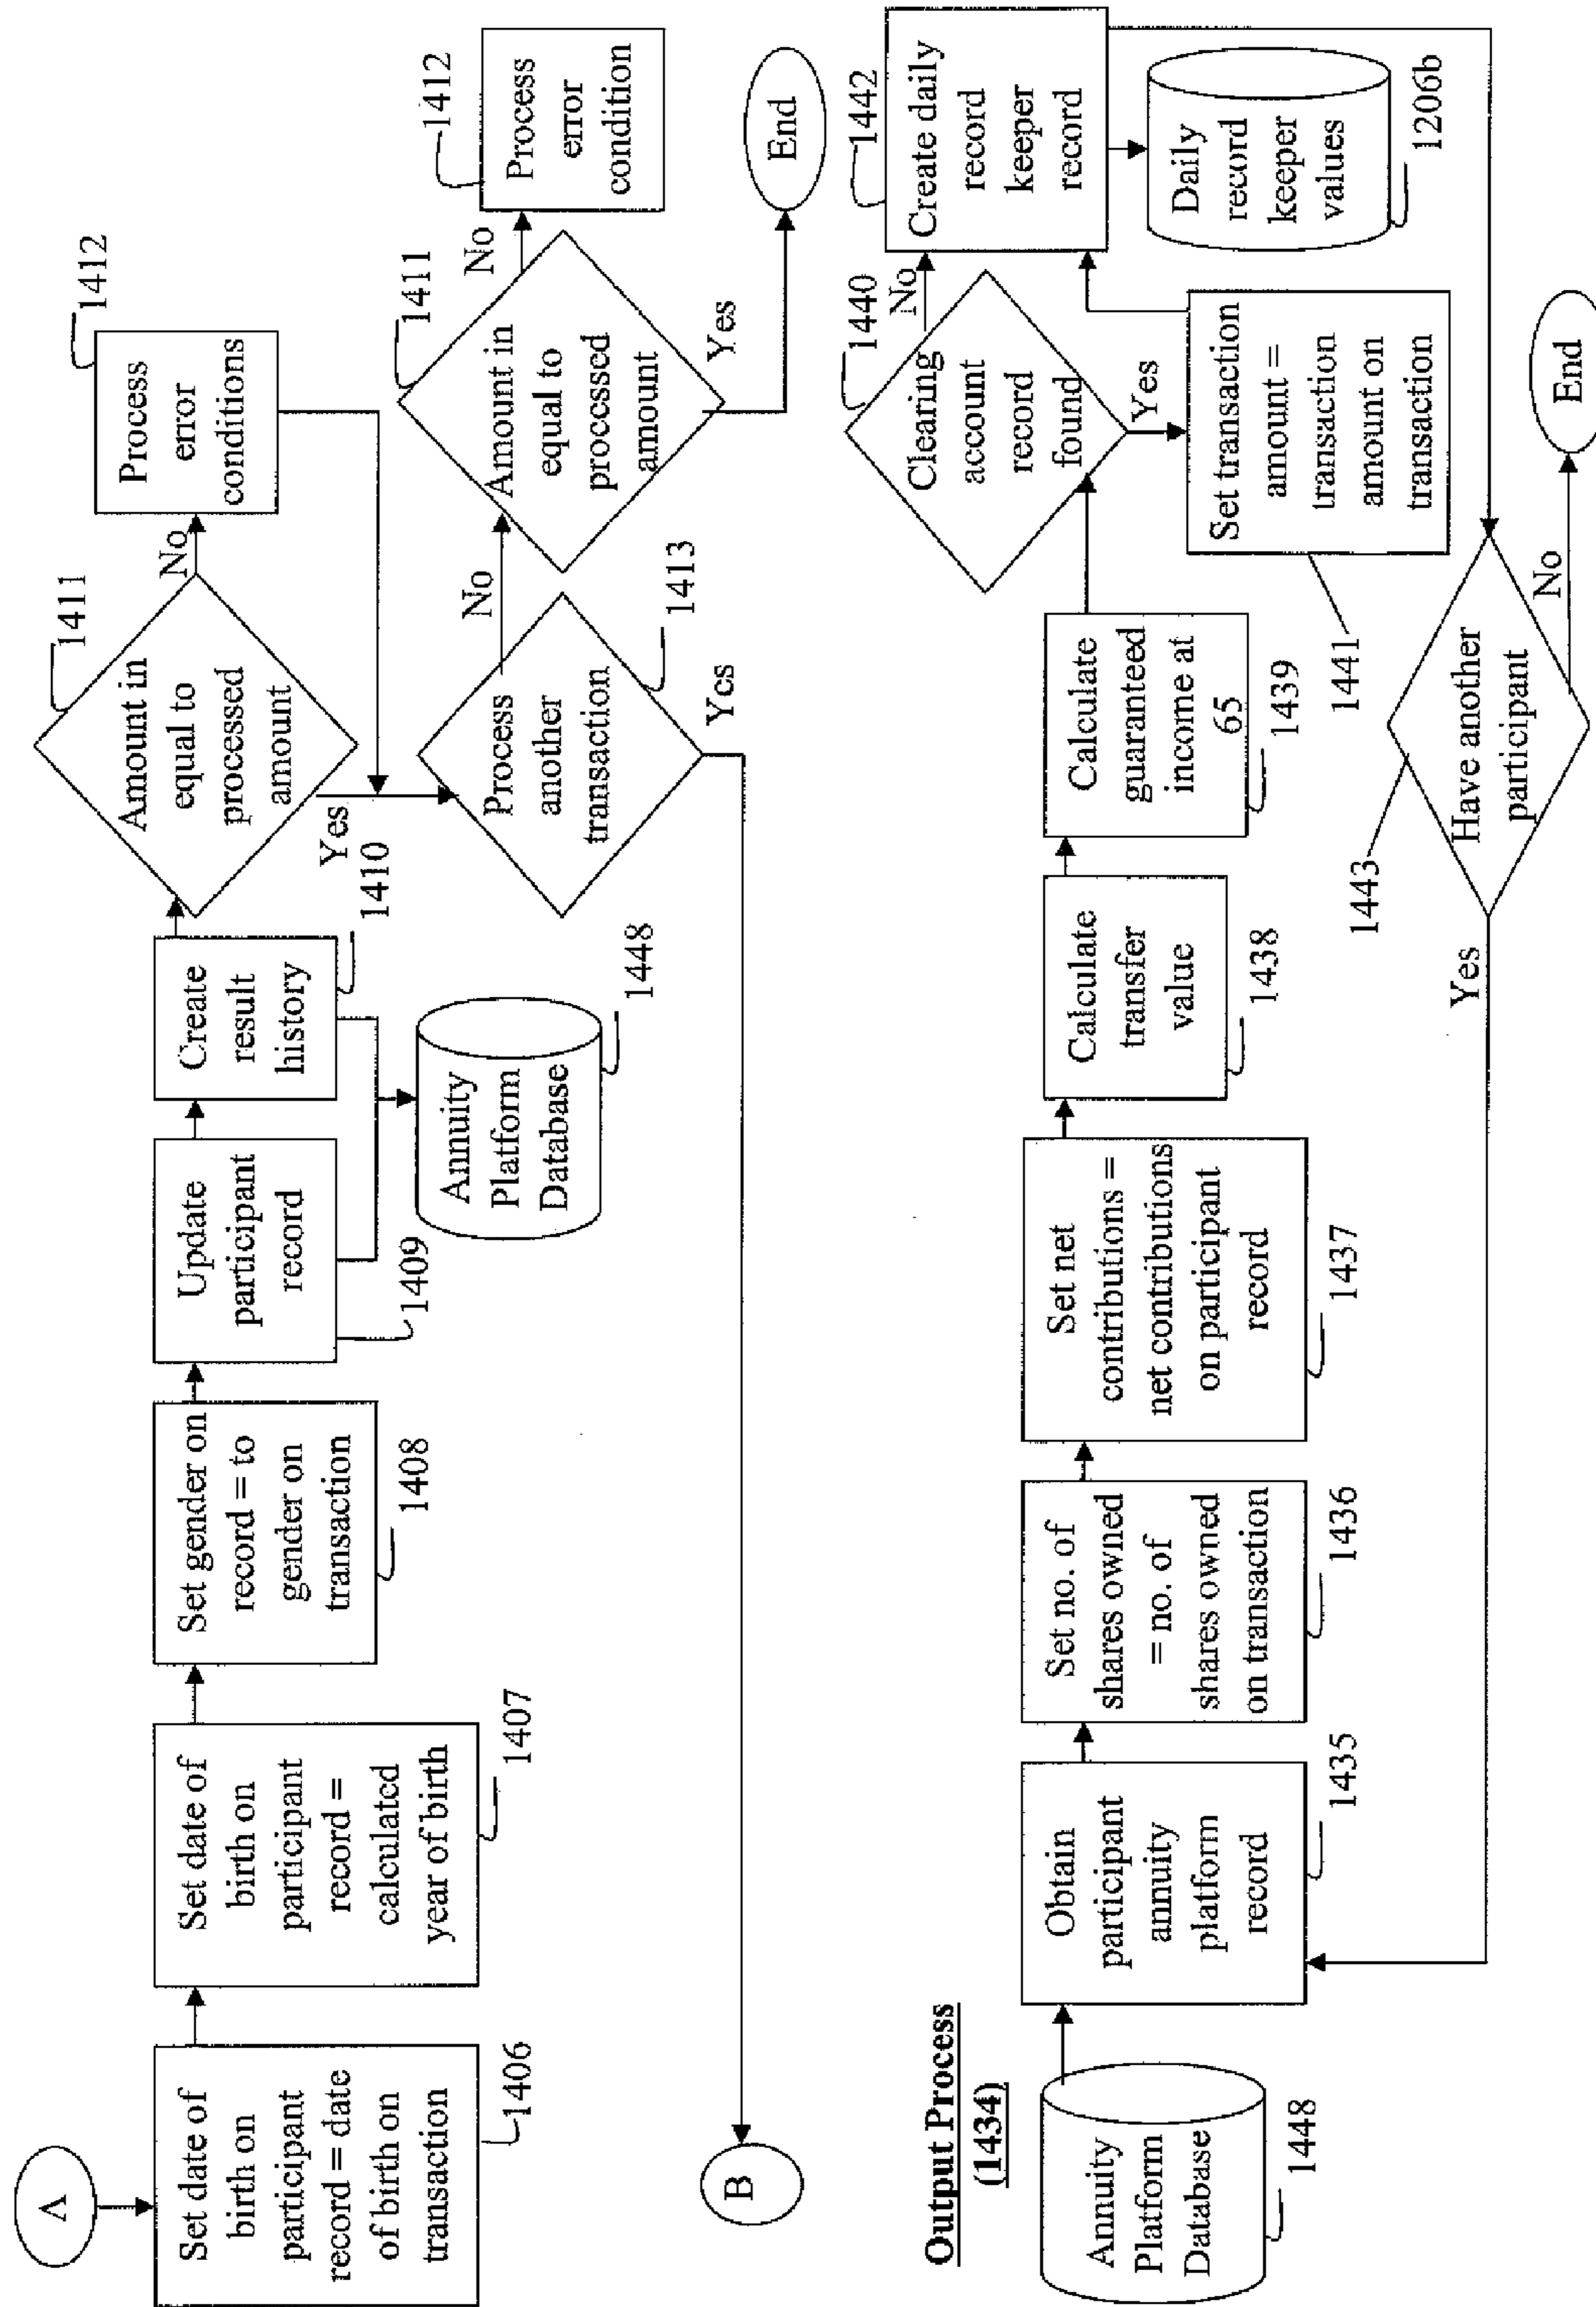 A
Set date of
birth on
participant
record = date
of birth on
transaction
1406
Set date of
birth on
participant
record =
calculated
year of birth
1407
Set gender on
record = to
gender on
transaction
1408
Update
participant
record
1409
Create
result
history
1410
Annuity
Platform
Database
1448
Amount in
equal to
processed
amount
1411
No
Yes
Process
error
conditions
1412
Process
another
transaction
1413
No
Yes
B
Amount in
equal to
processed
amount
1411
No
Yes
Process
error
condition
1412
End
Output Process
(1434)
Annuity
Platform
Database
1448
Obtain
participant
annuity
platform
record
1435
Set no. of
shares owned
= no. of
shares owned
on transaction
1436
Set net
contributions =
net contributions
on participant
record
1437
Calculate
transfer
value
1438
Calculate
guaranteed
income at
65
1439
Clearing
account
record
found
1440
No
Yes
Set transaction
amount =
transaction
amount on
transaction
1441
Create daily
record
keeper
record
1442
Daily
record
keeper
values
1206b
Have another
participant
1443
Yes
No
End